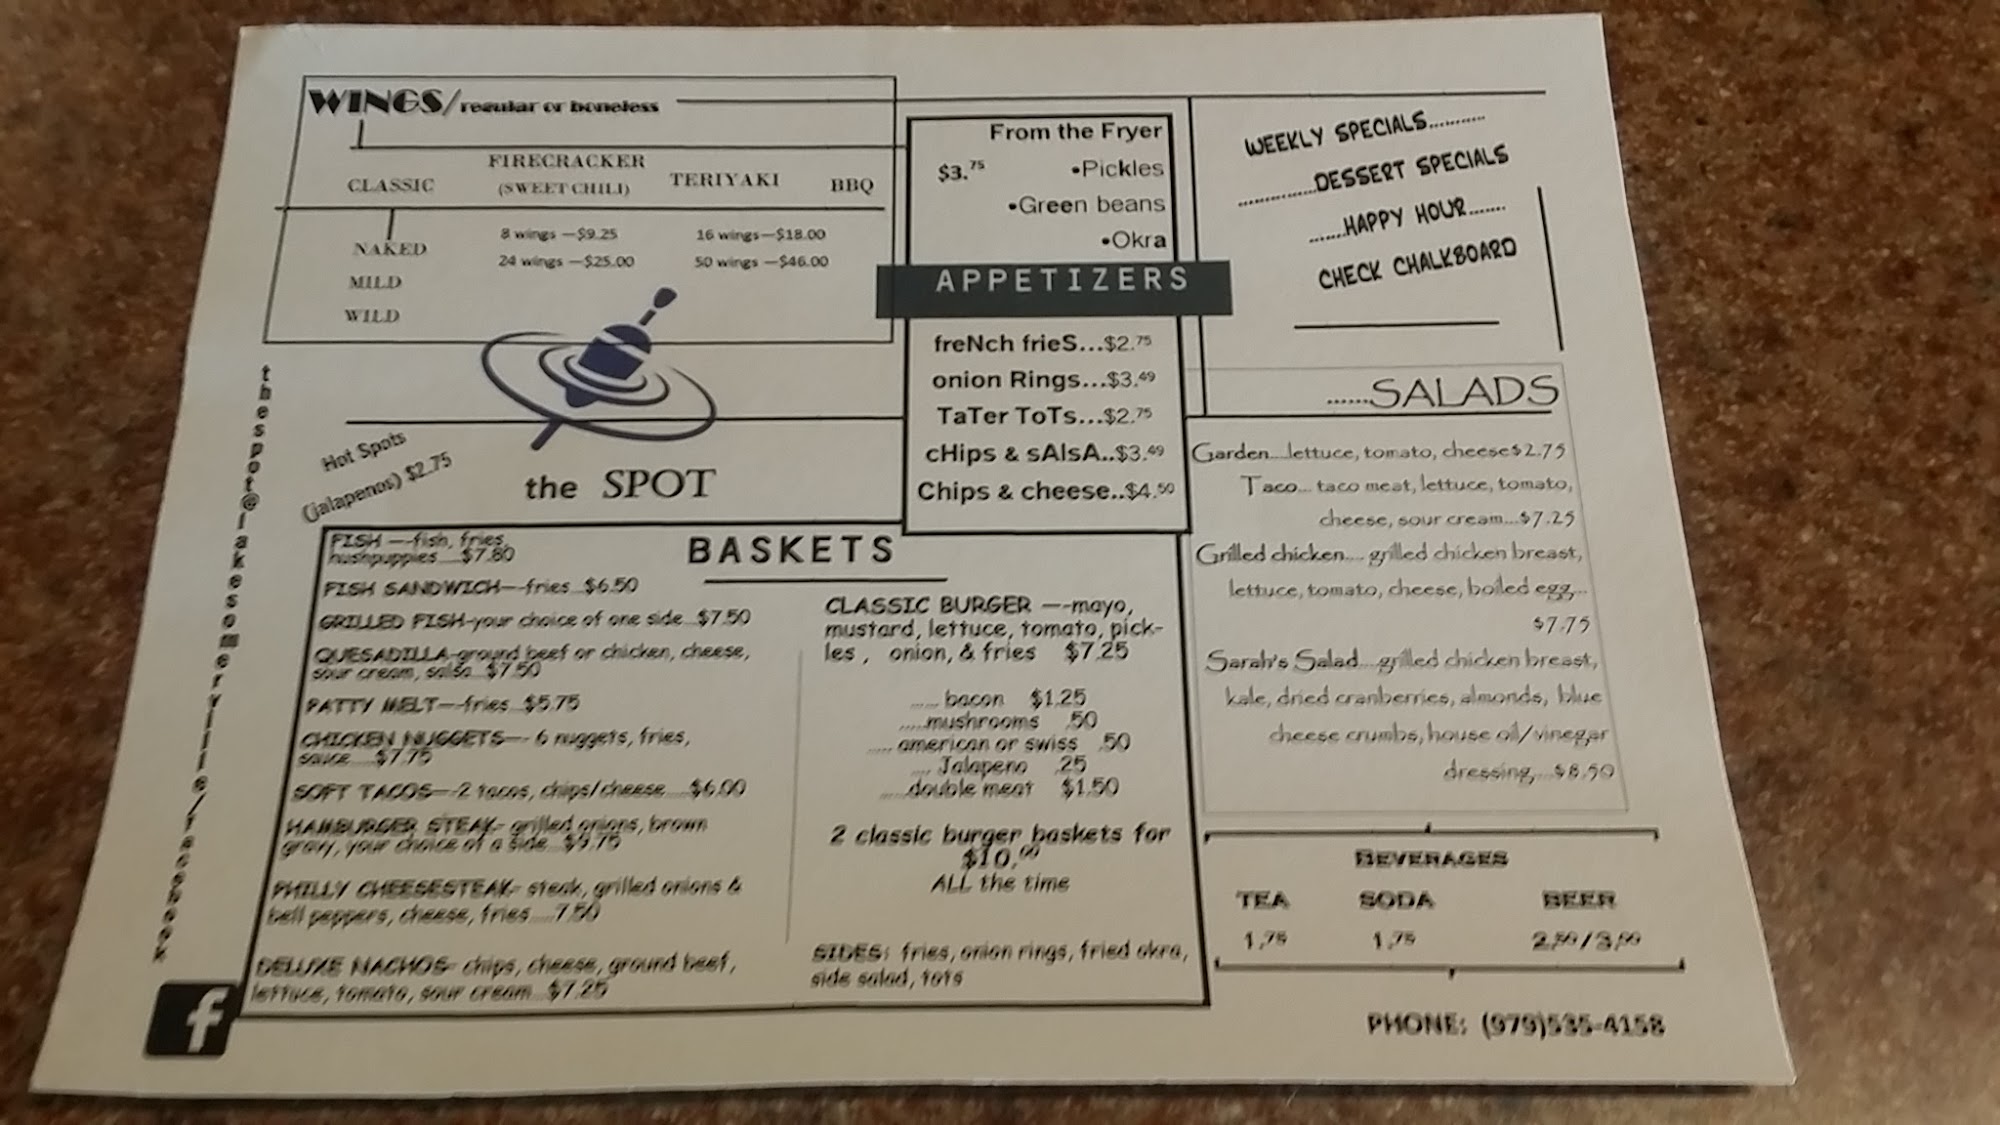 WINGS/regular or boneless
CLASSIC
FIRECRACKER
(SWEET CHILI)
TERIYAKI
BBQ
NAKED
MILD
WILD
8 wings —$9.25
16 wings—$18.00
24 wings —$25.00
50 wings —$46.00
From the Fryer
$3.75
•Pickles
•Green beans
•Okra
APPETIZERS
freNch frieS...$2.75
onion Rings...$3.49
TaTer ToTs...$2.75
cHips & sAlsA..$3.49
Chips & cheese..$4.50
WEEKLY SPECIALS...........
.............DESSERT SPECIALS
.......HAPPY HOUR.......
CHECK CHALKBOARD
......SALADS
Garden....lettuce, tomato, cheese$2.75
Taco... taco meat, lettuce, tomato,
cheese, sour cream...$7.25
Grilled chicken.... grilled chicken breast,
lettuce, tomato, cheese, boiled egg...
$7.75
Sarah's Salad....grilled chicken breast,
kale, dried cranberries, almonds, blue
cheese crumbs, house oil/vinegar
dressing....$8.50
Hot Spots
(jalapenos) $2.75
the SPOT
thespot@lakesomerville/facebook
BASKETS
FISH —-fish, fries,
hushpuppies....$7.80
FISH SANDWICH—-fries...$6.50
GRILLED FISH-your choice of one side...$7.50
QUESADILLA-ground beef or chicken, cheese,
sour cream, salsa...$7.50
PATTY MELT—-fries...$5.75
CHICKEN NUGGETS—- 6 nuggets, fries,
sauce.....$7.75
SOFT TACOS—-2 tacos, chips/cheese.....$6.00
HAMBURGER STEAK- grilled onions, brown
gravy, your choice of a side....$9.75
PHILLY CHEESESTEAK- steak, grilled onions &
bell peppers, cheese, fries.....7.50
DELUXE NACHOS- chips, cheese, ground beef,
lettuce, tomato, sour cream...$7.25
CLASSIC BURGER —-mayo,
mustard, lettuce, tomato, pick-
les , onion, & fries $7.25
...... bacon $1.25
.....mushrooms .50
..... american or swiss .50
.... Jalapeno .25
......double meat $1.50
2 classic burger baskets for
$10.00
ALL the time
SIDES: fries, onion rings, fried okra,
side salad, tots
BEVERAGES
TEA
SODA
BEER
1.75
1.75
2.50/3.00
f
PHONE: (979)535-4158